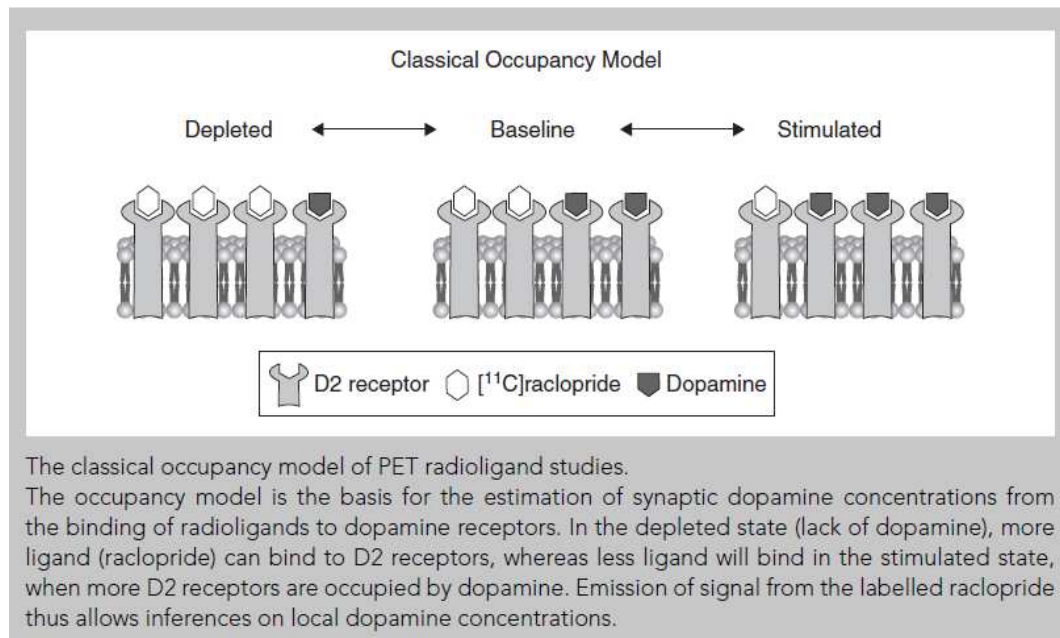 Classical Occupancy Model
Depleted Baseline Stimulated
D2 receptor [¹¹C]raclopride Dopamine
The classical occupancy model of PET radioligand studies.
The occupancy model is the basis for the estimation of synaptic dopamine concentrations from
the binding of radioligands to dopamine receptors. In the depleted state (lack of dopamine), more
ligand (raclopride) can bind to D2 receptors, whereas less ligand will bind in the stimulated state,
when more D2 receptors are occupied by dopamine. Emission of signal from the labelled raclopride
thus allows inferences on local dopamine concentrations.